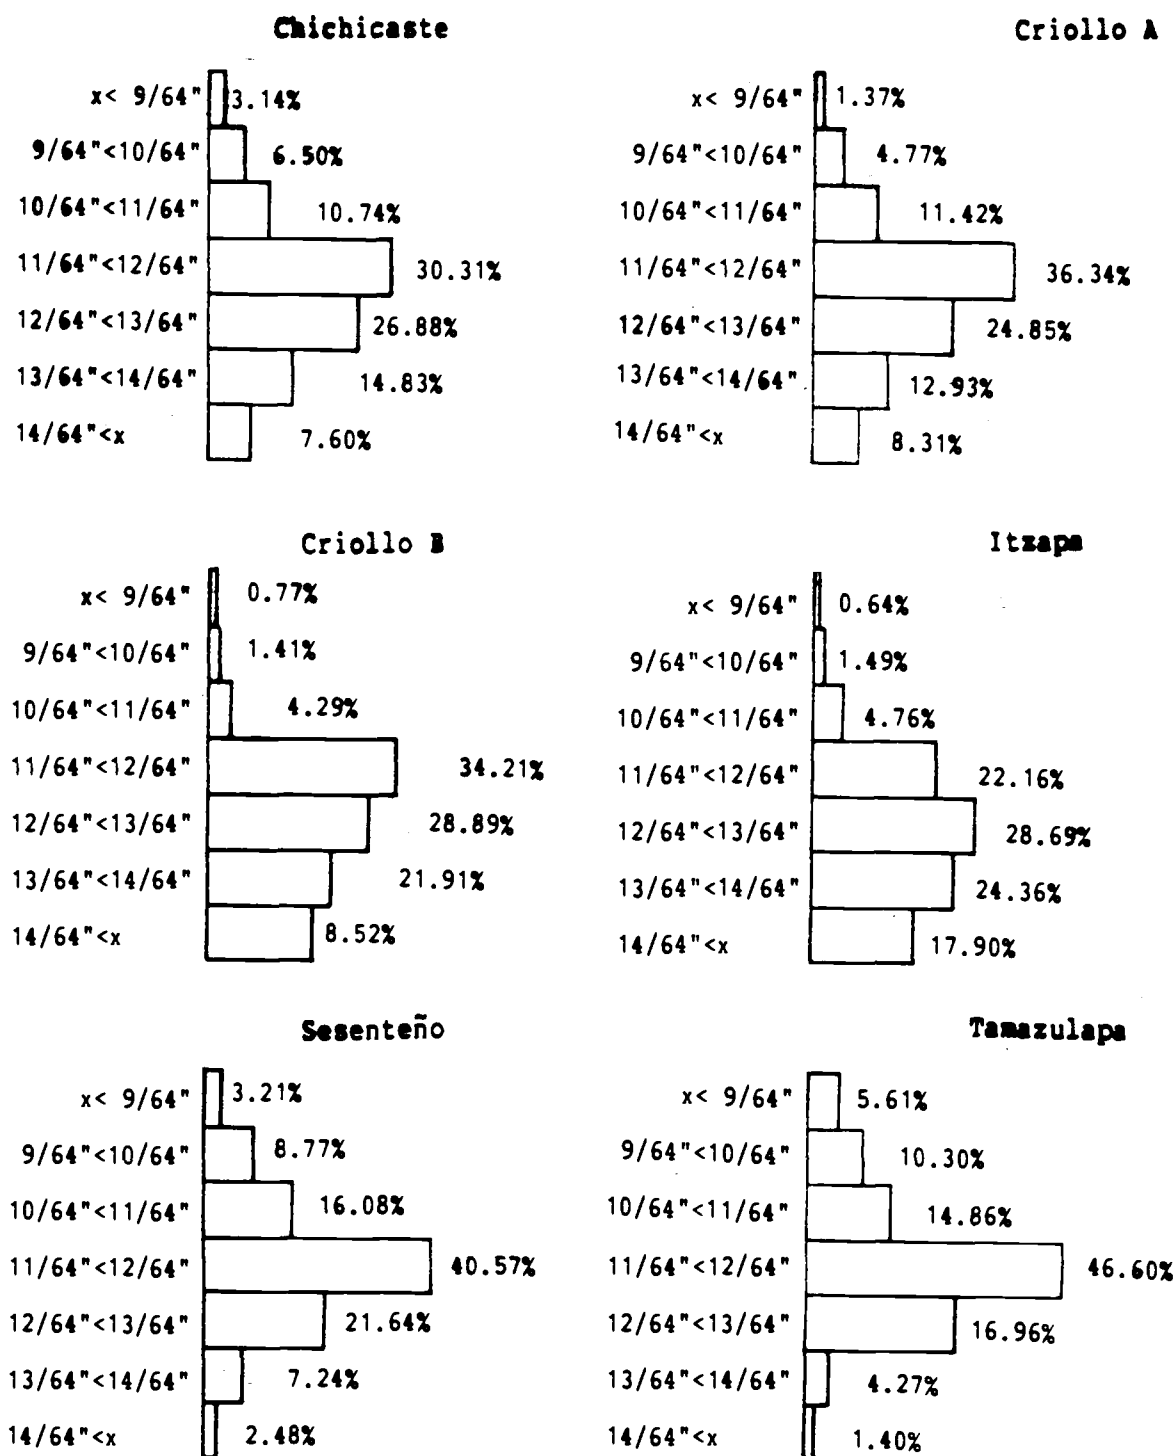 Chichicaste
x< 9/64" 3.14%
9/64"<10/64" 6.50%
10/64"<11/64" 10.74%
11/64"<12/64" 30.31%
12/64"<13/64" 26.88%
13/64"<14/64" 14.83%
14/64"<x 7.60%
Criollo A
x< 9/64" 1.37%
9/64"<10/64" 4.77%
10/64"<11/64" 11.42%
11/64"<12/64" 36.34%
12/64"<13/64" 24.85%
13/64"<14/64" 12.93%
14/64"<x 8.31%
Criollo B
x< 9/64" 0.77%
9/64"<10/64" 1.41%
10/64"<11/64" 4.29%
11/64"<12/64" 34.21%
12/64"<13/64" 28.89%
13/64"<14/64" 21.91%
14/64"<x 8.52%
Itzapa
x< 9/64" 0.64%
9/64"<10/64" 1.49%
10/64"<11/64" 4.76%
11/64"<12/64" 22.16%
12/64"<13/64" 28.69%
13/64"<14/64" 24.36%
14/64"<x 17.90%
Sesenteño
x< 9/64" 3.21%
9/64"<10/64" 8.77%
10/64"<11/64" 16.08%
11/64"<12/64" 40.57%
12/64"<13/64" 21.64%
13/64"<14/64" 7.24%
14/64"<x 2.48%
Tamazulapa
x< 9/64" 5.61%
9/64"<10/64" 10.30%
10/64"<11/64" 14.86%
11/64"<12/64" 46.60%
12/64"<13/64" 16.96%
13/64"<14/64" 4.27%
14/64"<x 1.40%